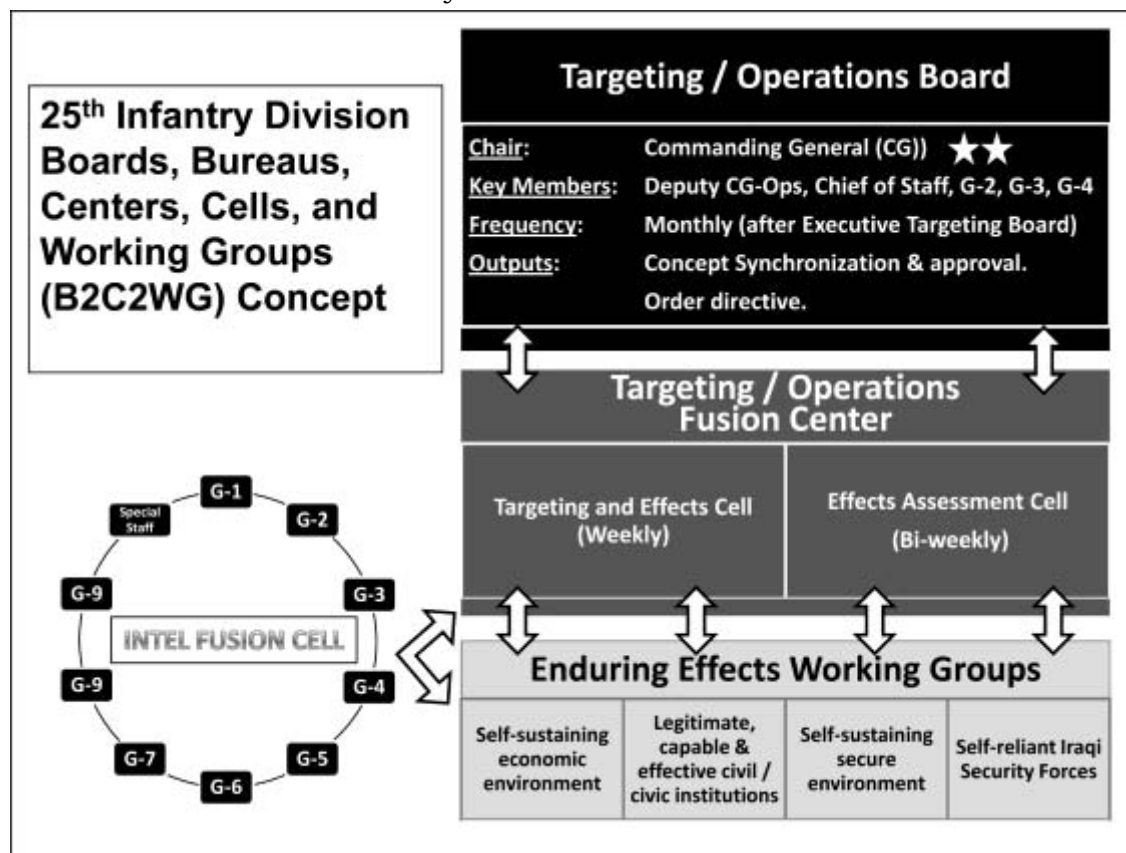 25th Infantry Division
Boards, Bureaus,
Centers, Cells, and
Working Groups
(B2C2WG) Concept
Targeting / Operations Board
Chair: Commanding General (CG))
Key Members: Deputy CG-Ops, Chief of Staff, G-2, G-3, G-4
Frequency: Monthly (after Executive Targeting Board)
Outputs: Concept Synchronization & approval.
Order directive.
Targeting / Operations
Fusion Center
Targeting and Effects Cell
(Weekly)
Effects Assessment Cell
(Bi-weekly)
Enduring Effects Working Groups
Self-sustaining
economic
environment
Legitimate,
capable &
effective civil /
civic institutions
Self-sustaining
secure
environment
Self-reliant Iraqi
Security Forces
G-1
G-2
G-3
G-4
G-5
G-6
G-7
G-9
G-9
Special
Staff
INTEL FUSION CELL